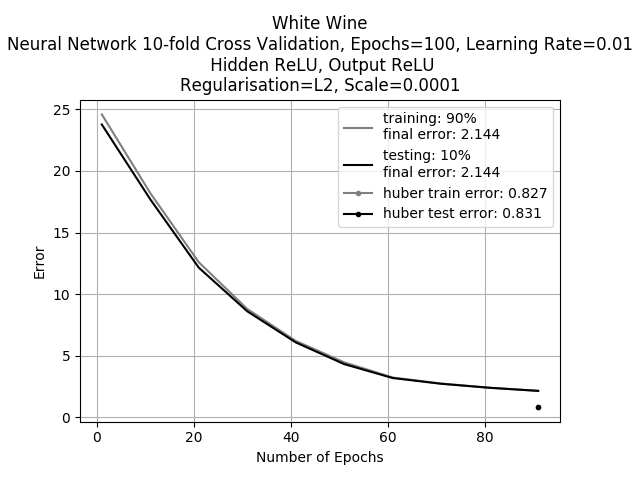 White Wine
Neural Network 10-fold Cross Validation, Epochs=100, Learning Rate=0.01
Hidden ReLU, Output ReLU
Regularisation=L2, Scale=0.0001
training: 90%
final error: 2.144
testing: 10%
final error: 2.144
huber train error: 0.827
huber test error: 0.831
Error
25
20
15
10
5
0
0 20 40 60 80
Number of Epochs